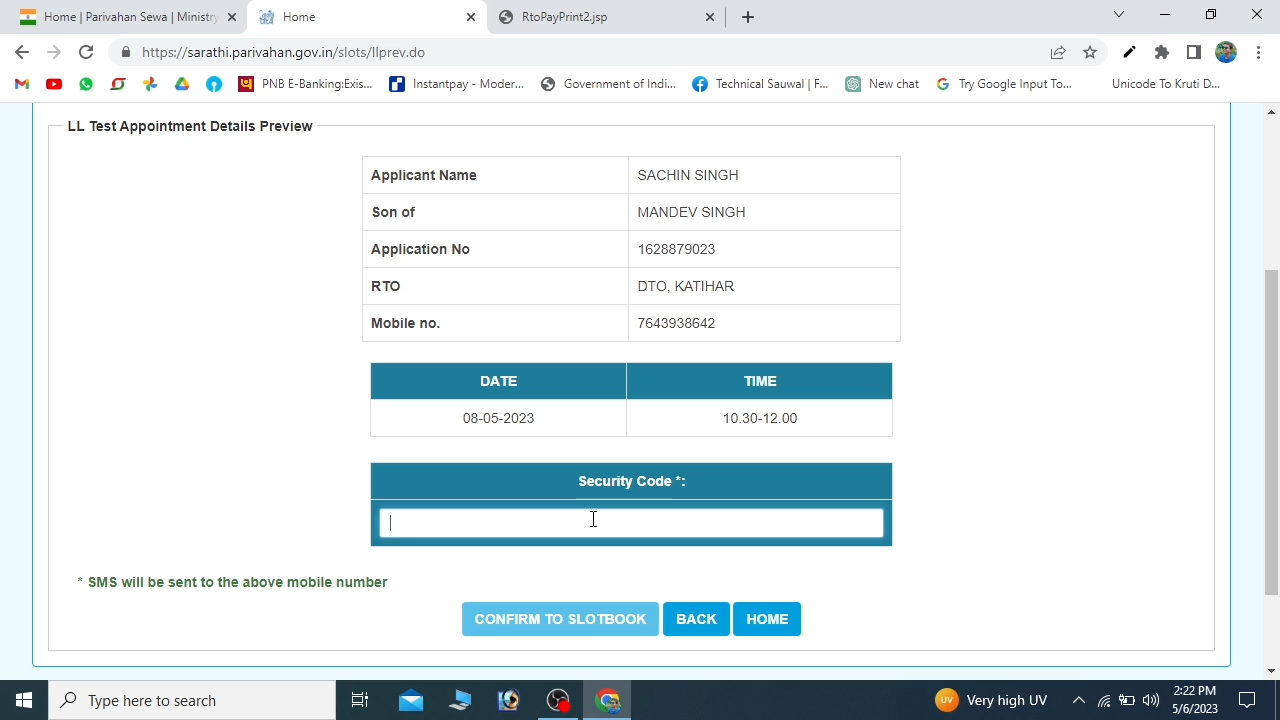 Home | Parivahan Sewa | Ministry
Home
RtoPayPrint2.jsp
https://sarathi.parivahan.gov.in/slots/llprev.do
PNB E-Banking:Exis...
Instantpay - Moder...
Government of Indi...
Technical Sauwal | F...
New chat
Try Google Input To...
Unicode To Kruti D...
LL Test Appointment Details Preview
Applicant Name SACHIN SINGH
Son of MANDEV SINGH
Application No 1628879023
RTO DTO, KATIHAR
Mobile no. 7643938642
DATE TIME
08-05-2023 10.30-12.00
Security Code *:
* SMS will be sent to the above mobile number
CONFIRM TO SLOTBOOK BACK HOME
Type here to search
UV Very high UV
2:22 PM
5/6/2023